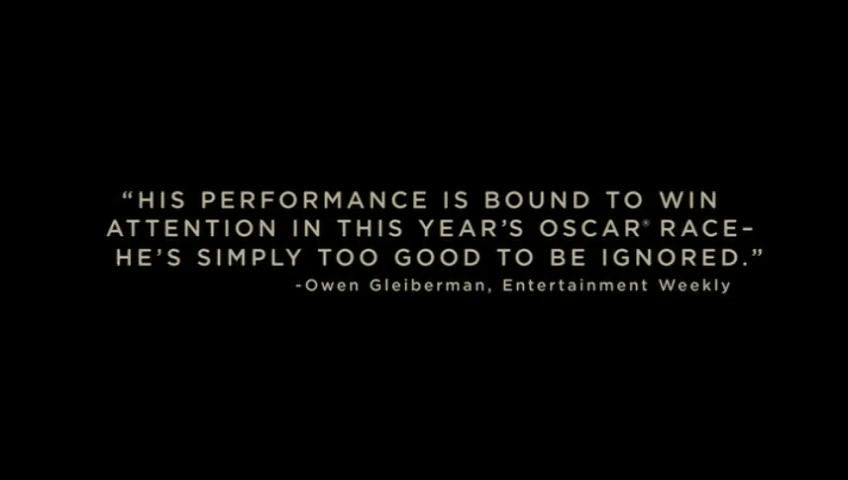 “HIS PERFORMANCE IS BOUND TO WIN
ATTENTION IN THIS YEAR’S OSCAR® RACE–
HE’S SIMPLY TOO GOOD TO BE IGNORED.”
-Owen Gleiberman, Entertainment Weekly